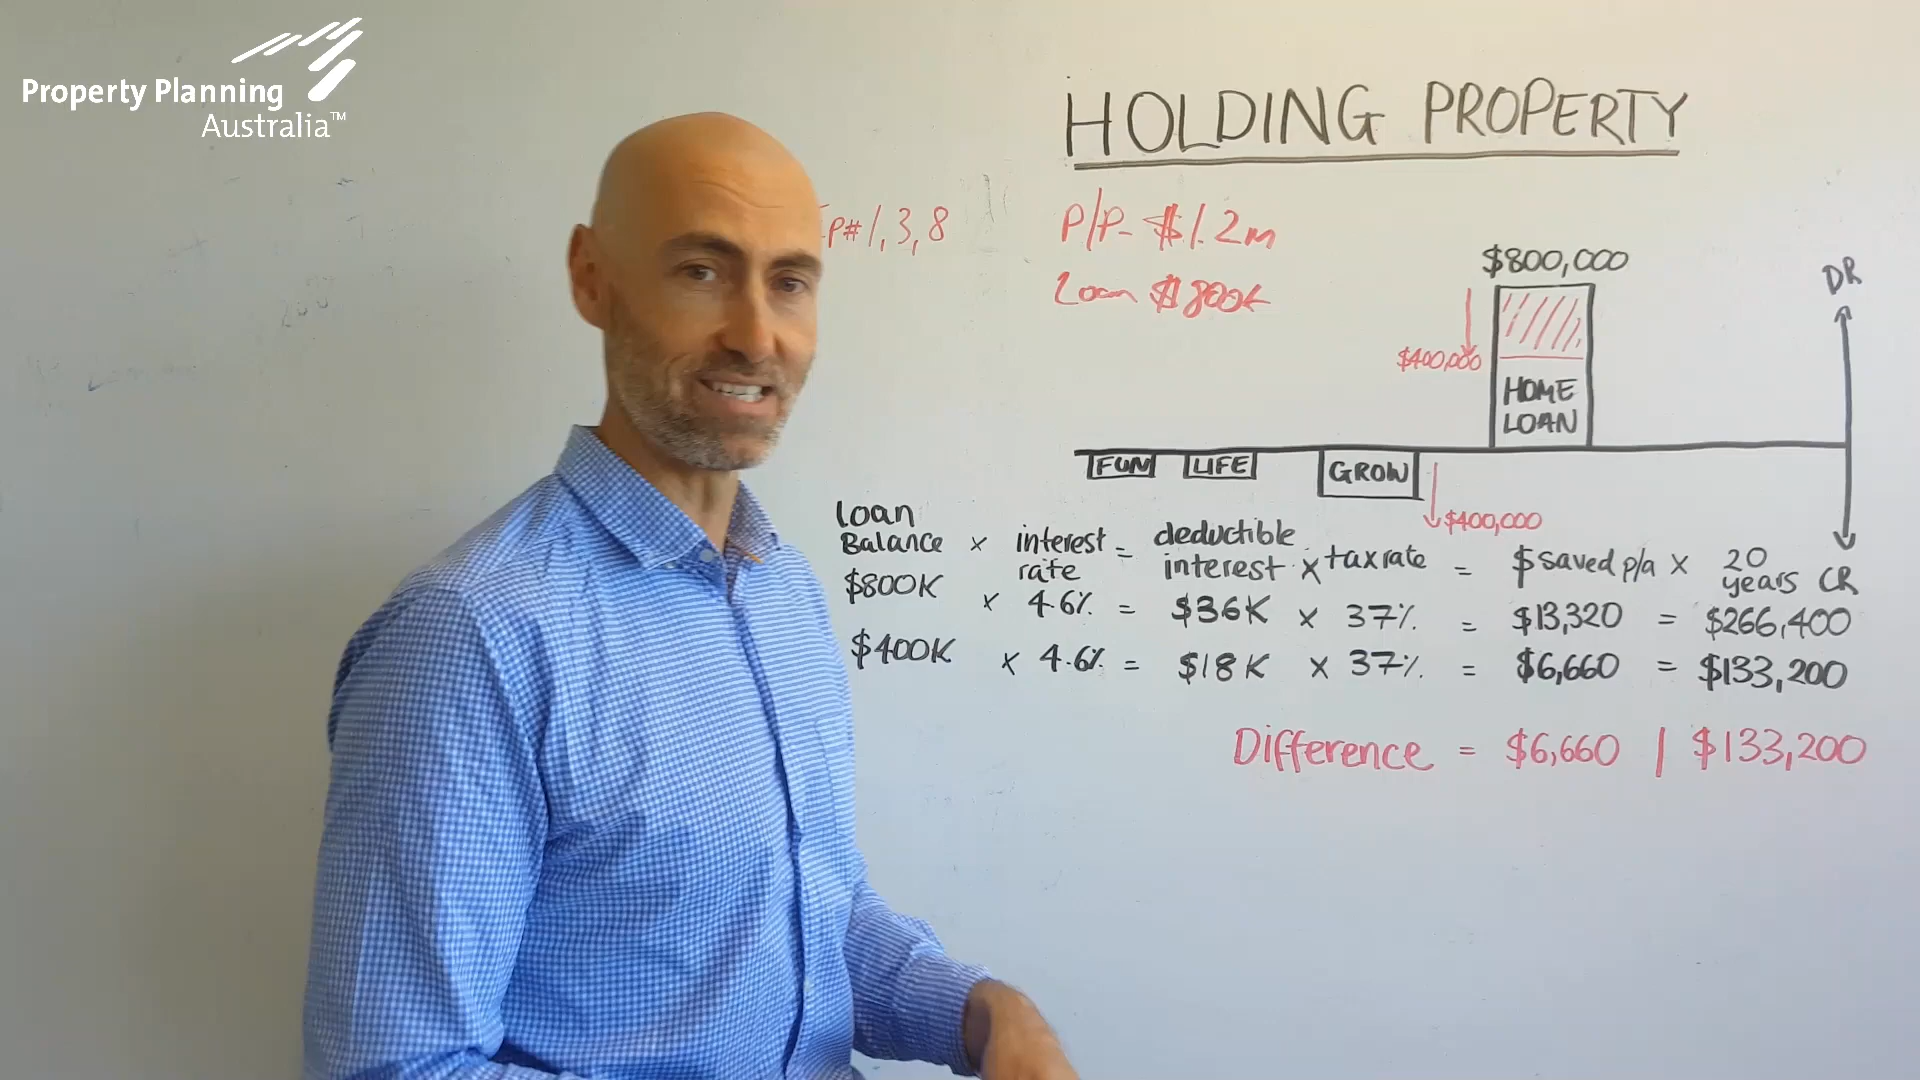 Property Planning
Australia™
HOLDING PROPERTY
Ep# 1, 3, 8
P/P- $1.2m
Loan $800k
$800,000
DR
$400,000
HOME
LOAN
FUN
LIFE
GROW
$400,000
CR
loan
Balance x interest rate = deductible interest x tax rate = $ saved p/a x 20 years
$800K x 4.6% = $36K x 37% = $13,320 = $266,400
$400K x 4.6% = $18K x 37% = $6,660 = $133,200
Difference = $6,660 | $133,200